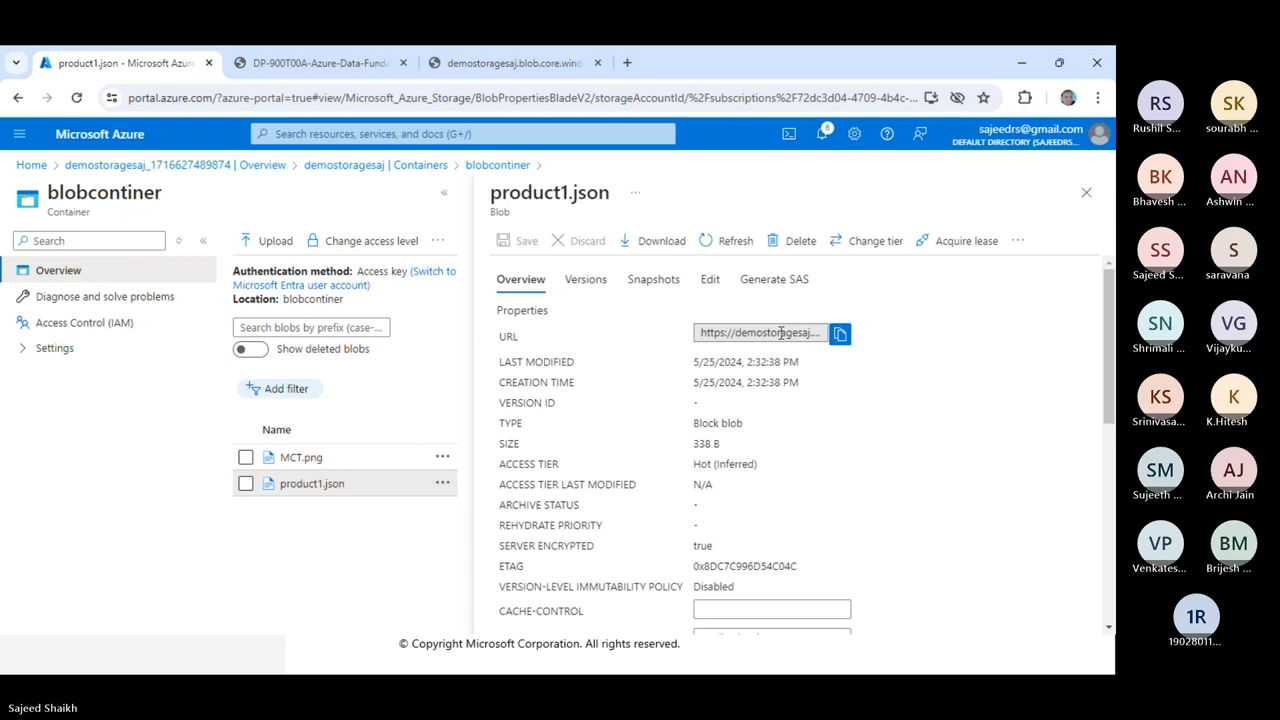 product1.json - Microsoft Azure
DP-900T00A-Azure-Data-Funda
demostoragesaj.blob.core.wind
portal.azure.com/?azure-portal=true#view/Microsoft_Azure_Storage/BlobPropertiesBladeV2/storageAccountId/%2Fsubscriptions%2F72dc3d04-4709-4b4c-...
Microsoft Azure
Search resources, services, and docs (G+/)
6
sajeedrs@gmail.com
DEFAULT DIRECTORY (SAJEEDRS...
Home > demostoragesaj_1716627489874 | Overview > demostoragesaj | Containers > blobcontiner >
blobcontiner
Container
Search
Overview
Diagnose and solve problems
Access Control (IAM)
Settings
Upload
Change access level
Authentication method: Access key (Switch to
Microsoft Entra user account)
Location: blobcontiner
Search blobs by prefix (case-...
Show deleted blobs
Add filter
Name
MCT.png
product1.json
product1.json
Blob
Save
Discard
Download
Refresh
Delete
Change tier
Acquire lease
Overview
Versions
Snapshots
Edit
Generate SAS
Properties
URL https://demostoragesaj....
LAST MODIFIED 5/25/2024, 2:32:38 PM
CREATION TIME 5/25/2024, 2:32:38 PM
VERSION ID -
TYPE Block blob
SIZE 338 B
ACCESS TIER Hot (Inferred)
ACCESS TIER LAST MODIFIED N/A
ARCHIVE STATUS -
REHYDRATE PRIORITY -
SERVER ENCRYPTED true
ETAG 0x8DC7C996D54C04C
VERSION-LEVEL IMMUTABILITY POLICY Disabled
CACHE-CONTROL
© Copyright Microsoft Corporation. All rights reserved.
RS
Rushil S...
SK
sourabh ...
BK
Bhavesh ...
AN
Ashwin ...
SS
Sajeed S...
S
saravana
SN
Shrimali ...
VG
Vijayku...
KS
Srinivasa...
K
K.Hitesh
SM
Sujeeth ...
AJ
Archi Jain
VP
Venkates...
BM
Brijesh ...
1R
19028011...
Sajeed Shaikh